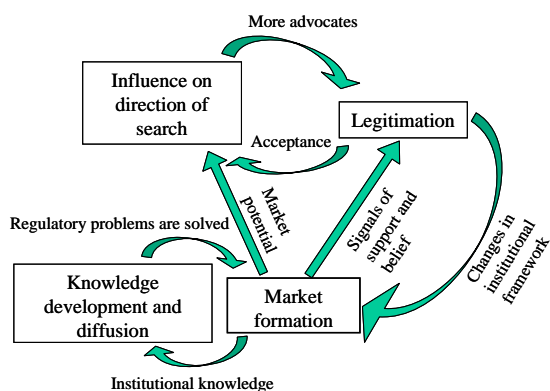 More advocates
Influence on
direction of
search
Legitimation
Acceptance
Market
potential
Signals of
support and
belief
Changes in
institutional
framework
Regulatory problems are solved
Knowledge
development and
diffusion
Market
formation
Institutional knowledge